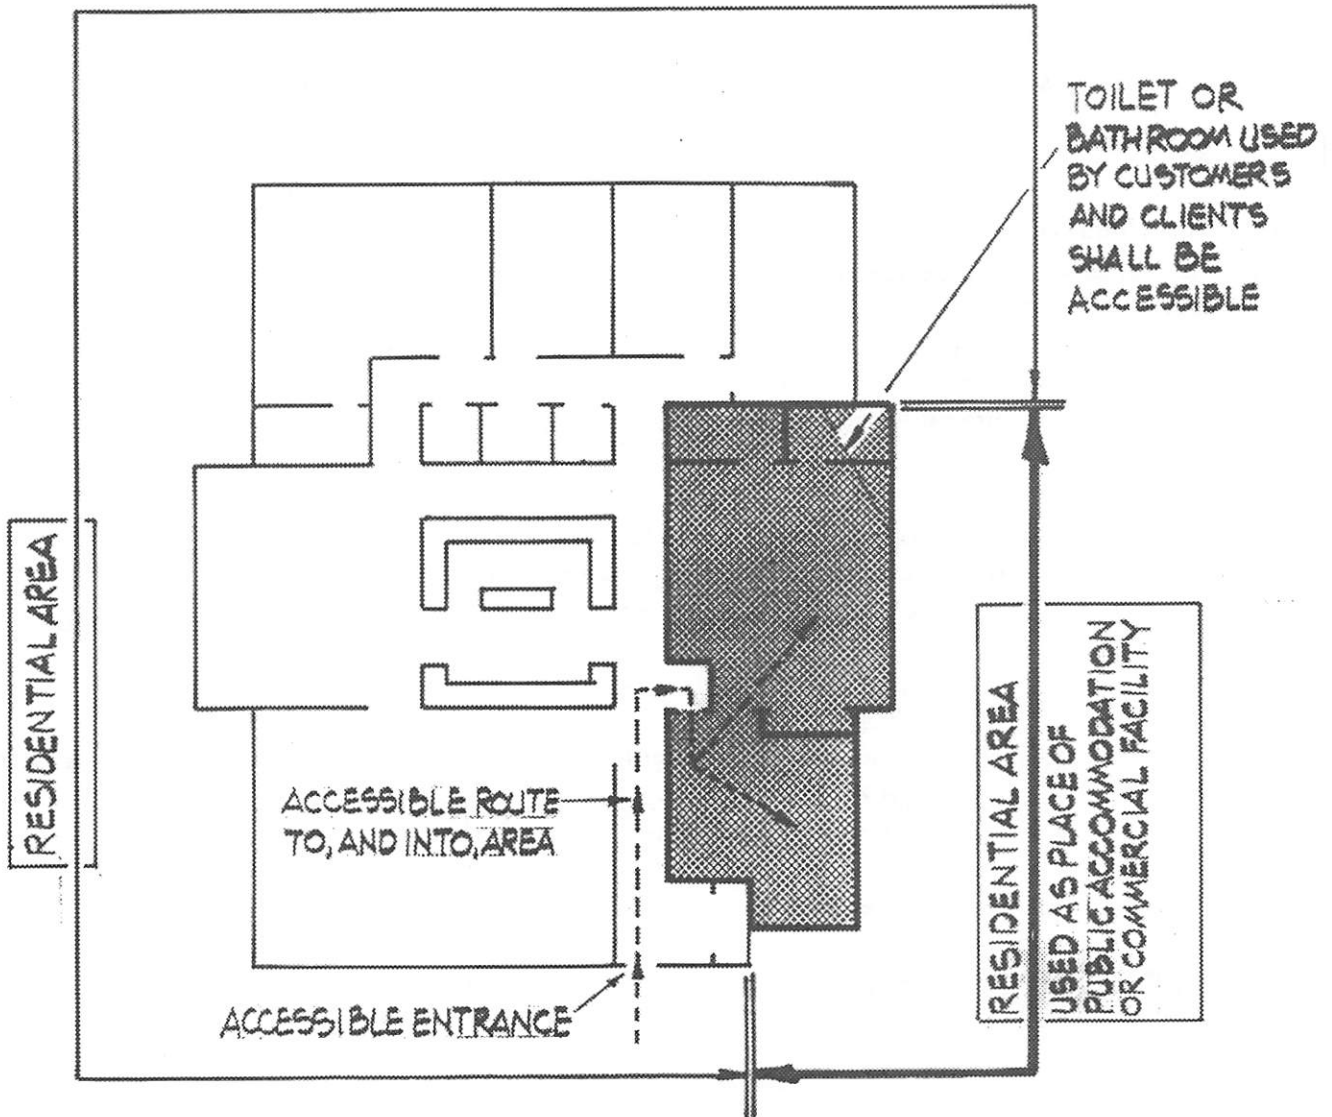 TOILET OR
BATHROOM USED
BY CUSTOMERS
AND CLIENTS
SHALL BE
ACCESSIBLE
RESIDENTIAL AREA
ACCESSIBLE ROUTE
TO, AND INTO, AREA
ACCESSIBLE ENTRANCE
RESIDENTIAL AREA
USED AS PLACE OF
PUBLIC ACCOMMODATION
OR COMMERCIAL FACILITY